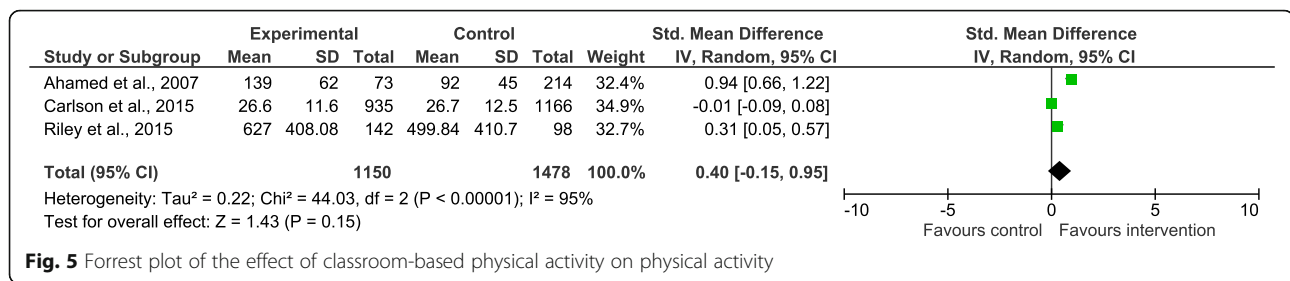 Experimental Control Std. Mean Difference Std. Mean Difference
Study or Subgroup Mean SD Total Mean SD Total Weight IV, Random, 95% CI IV, Random, 95% CI
Ahamed et al., 2007 139 62 73 92 45 214 32.4% 0.94 [0.66, 1.22]
Carlson et al., 2015 26.6 11.6 935 26.7 12.5 1166 34.9% -0.01 [-0.09, 0.08]
Riley et al., 2015 627 408.08 142 499.84 410.7 98 32.7% 0.31 [0.05, 0.57]
Total (95% CI) 1150 1478 100.0% 0.40 [-0.15, 0.95]
Heterogeneity: Tau² = 0.22; Chi² = 44.03, df = 2 (P < 0.00001); I² = 95%
Test for overall effect: Z = 1.43 (P = 0.15)
-10 -5 0 5 10
Favours control Favours intervention
Fig. 5 Forrest plot of the effect of classroom-based physical activity on physical activity